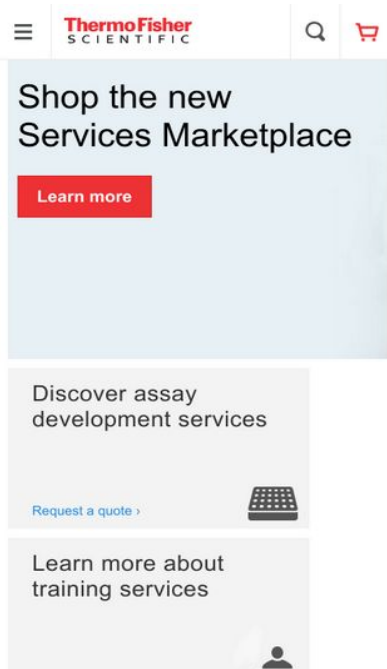 ThermoFisher
SCIENTIFIC
Shop the new
Services Marketplace
Learn more
Discover assay
development services
Request a quote ›
Learn more about
training services